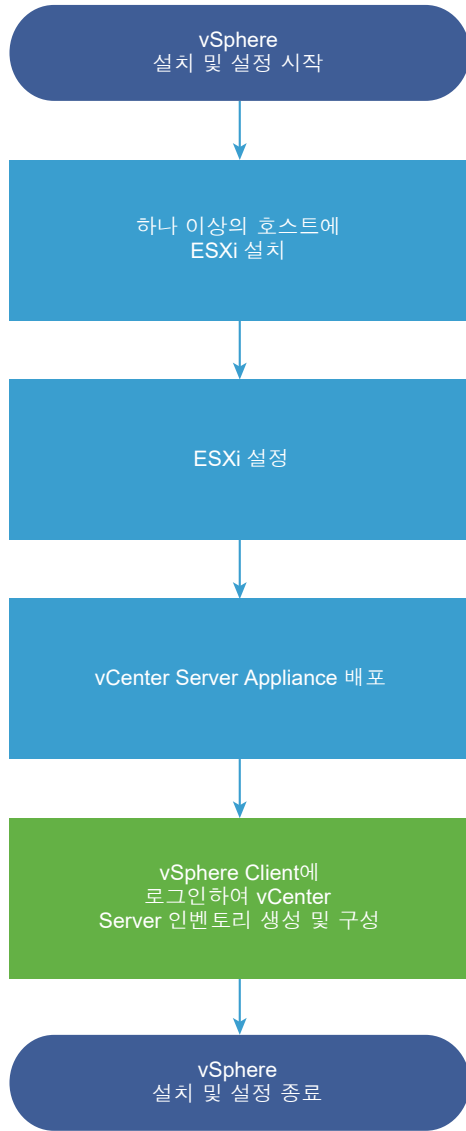 vSphere
설치 및 설정 시작
하나 이상의 호스트에
ESXi 설치
ESXi 설정
vCenter Server Appliance 배포
vSphere Client에
로그인하여 vCenter
Server 인벤토리 생성 및 구성
vSphere
설치 및 설정 종료